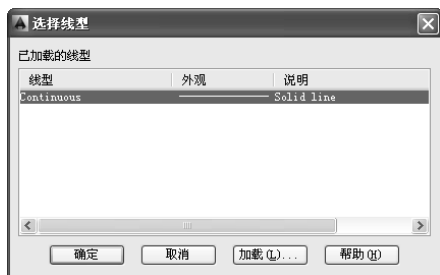 选择线型
已加载的线型
线型 外观 说明
Continuous Solid line
确定 取消 加载(L)... 帮助(H)